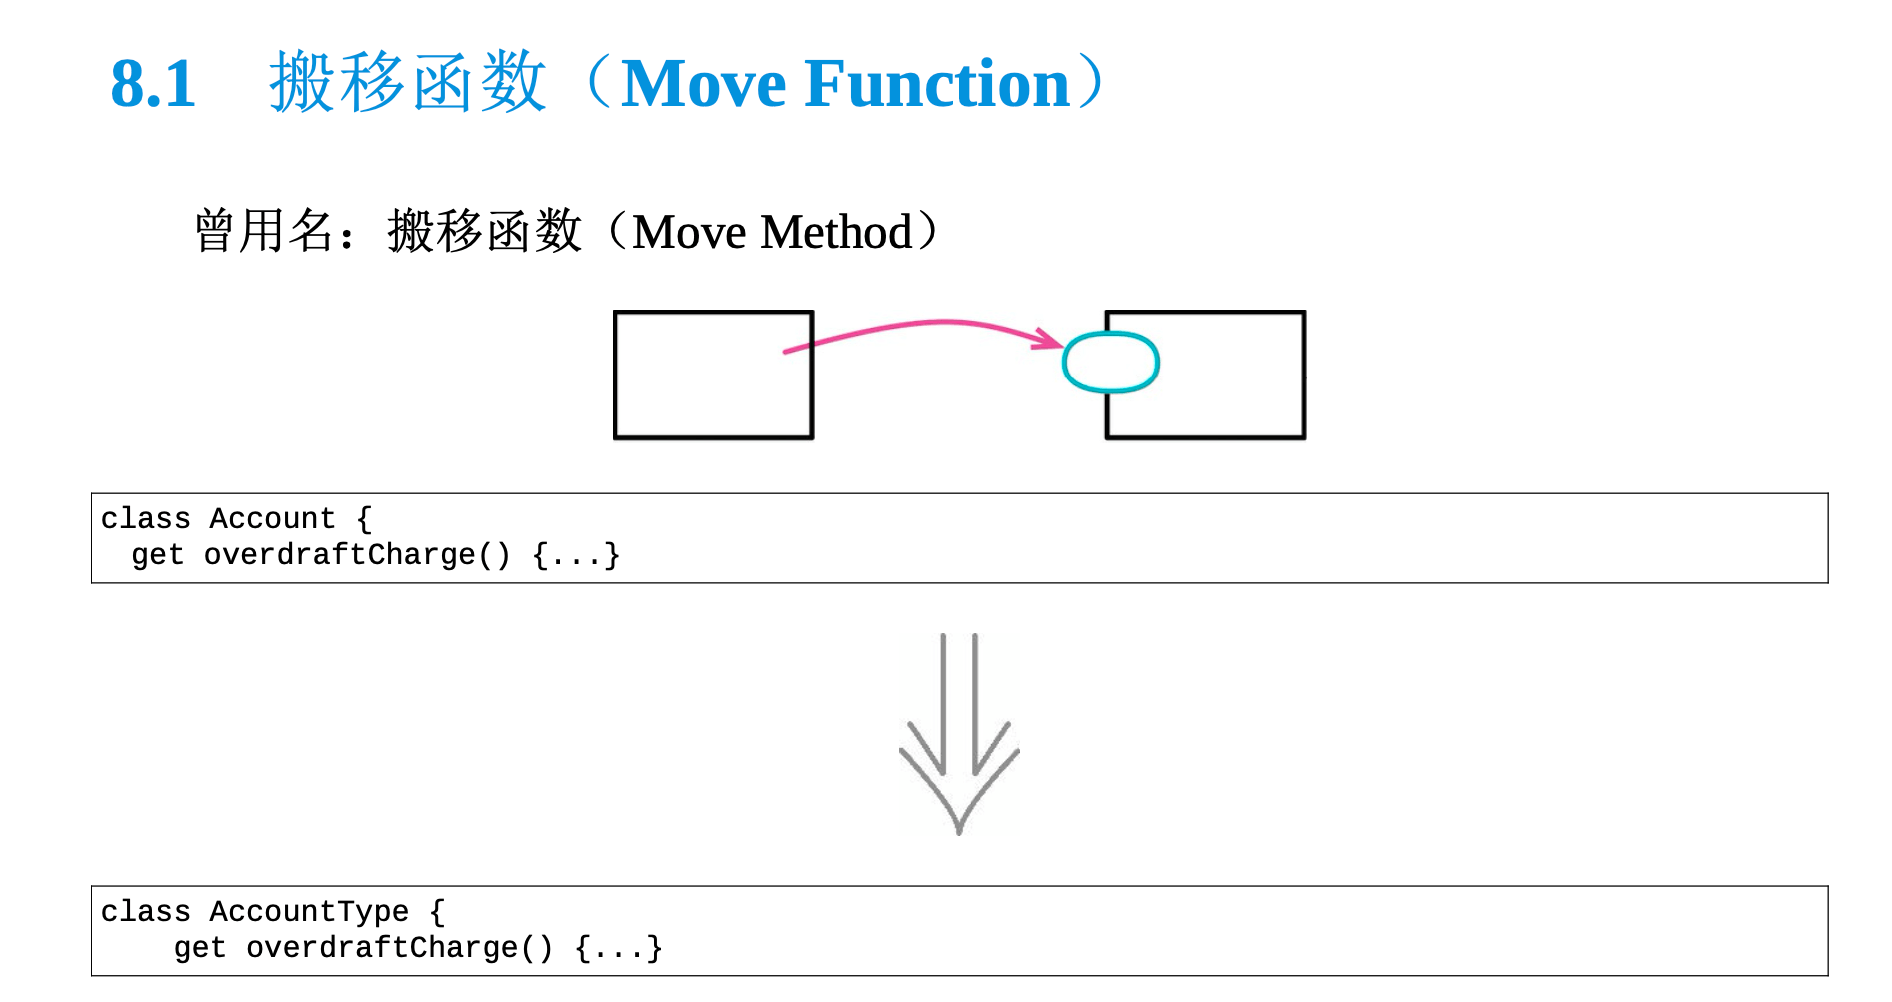 8.1 搬移函数（Move Function）
曾用名：搬移函数（Move Method）
class Account {
  get overdraftCharge() {...}
class AccountType {
    get overdraftCharge() {...}